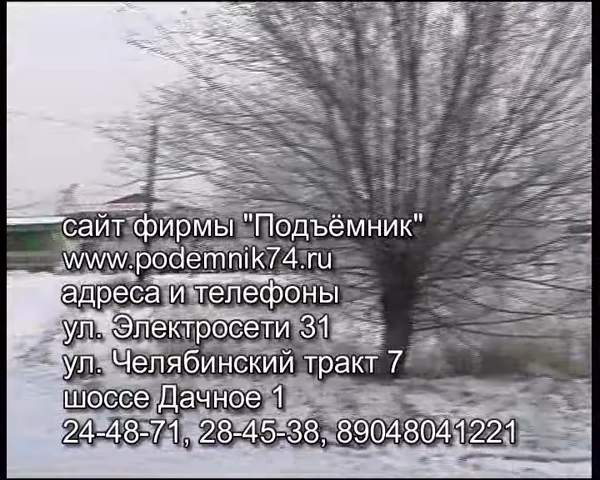 сайт фирмы "Подъёмник"
www.podemnik74.ru
адреса и телефоны
ул. Электросети 31
ул. Челябинский тракт 7
шоссе Дачное 1
24-48-71, 28-45-38, 89048041221